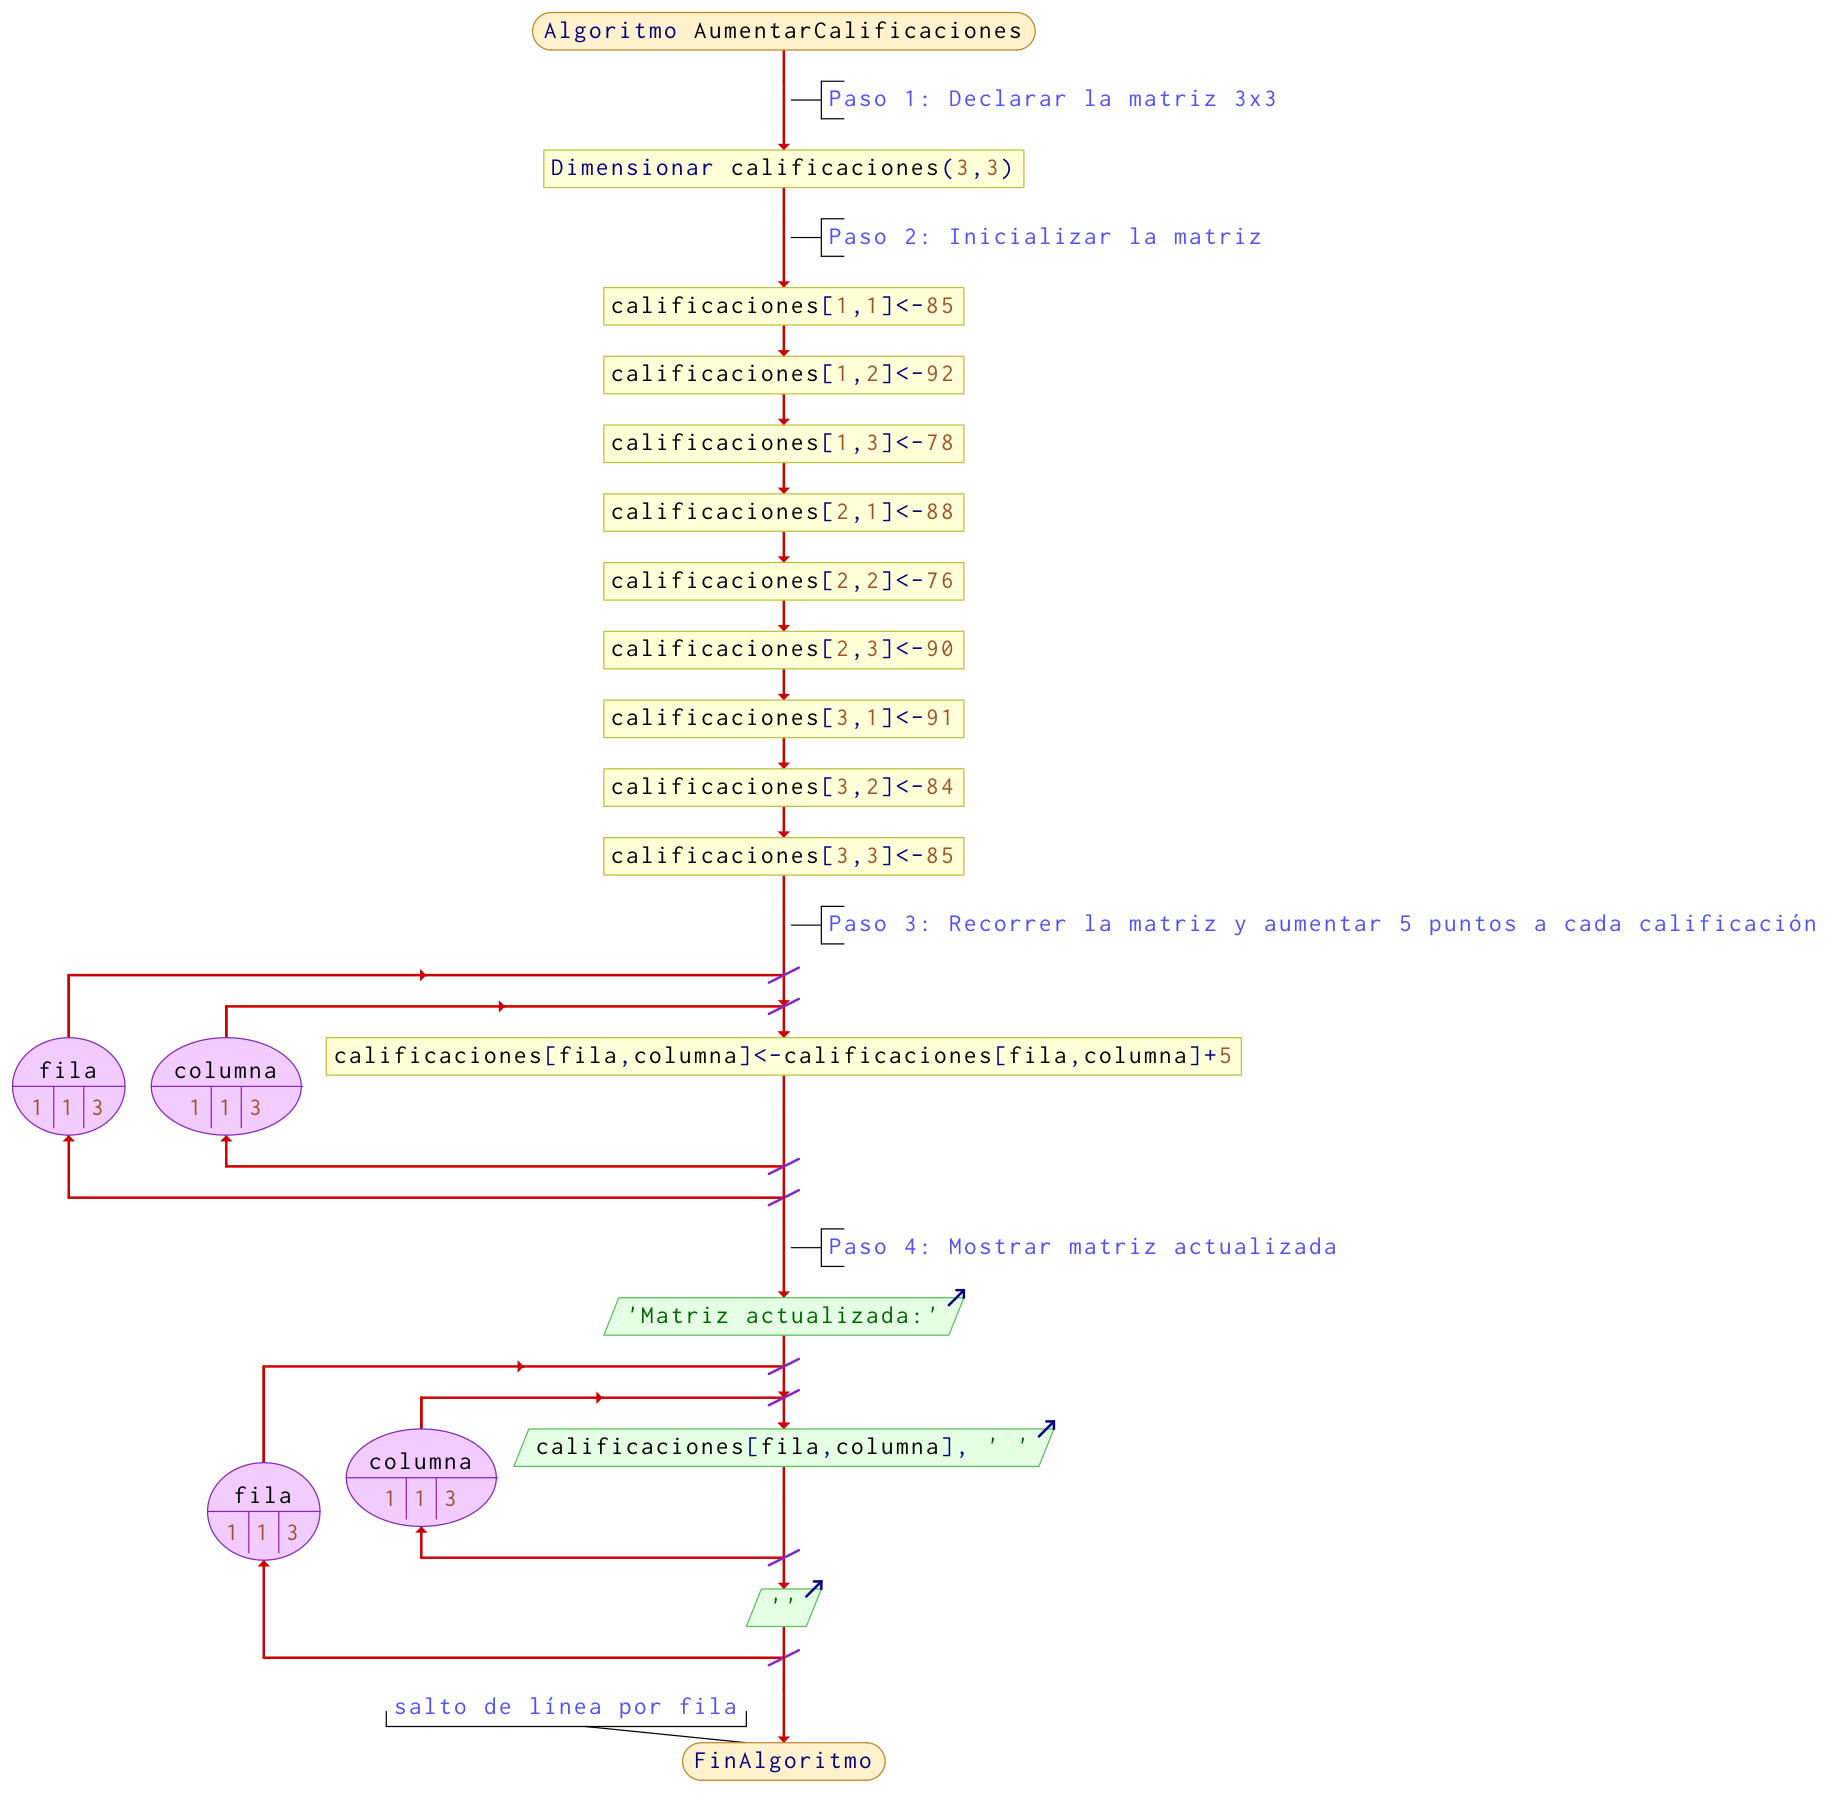 Algoritmo AumentarCalificaciones
Paso 1: Declarar la matriz 3x3
Dimensionar calificaciones(3,3)
Paso 2: Inicializar la matriz
calificaciones[1,1]<-85
calificaciones[1,2]<-92
calificaciones[1,3]<-78
calificaciones[2,1]<-88
calificaciones[2,2]<-76
calificaciones[2,3]<-90
calificaciones[3,1]<-91
calificaciones[3,2]<-84
calificaciones[3,3]<-85
Paso 3: Recorrer la matriz y aumentar 5 puntos a cada calificación
fila
1 1 3
columna
1 1 3
calificaciones[fila,columna]<-calificaciones[fila,columna]+5
Paso 4: Mostrar matriz actualizada
'Matriz actualizada:'
fila
1 1 3
columna
1 1 3
calificaciones[fila,columna], ' '
''
salto de línea por fila
FinAlgoritmo